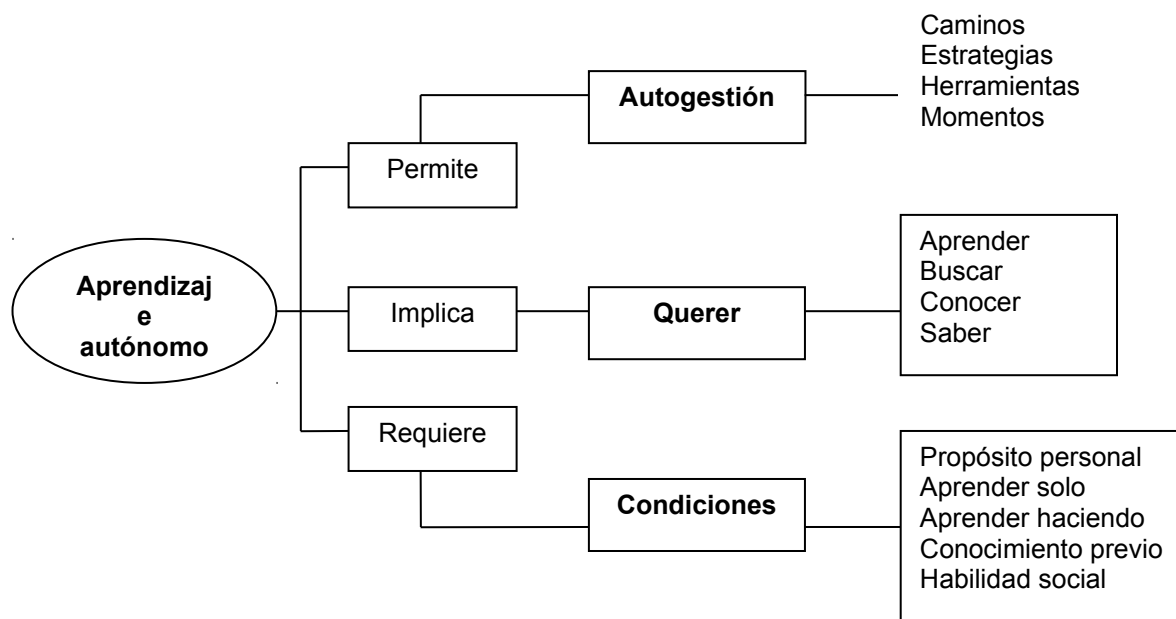 Caminos
Estrategias
Herramientas
Momentos
Autogestión
Permite
Aprendizaj
e
autónomo
Implica
Querer
Aprender
Buscar
Conocer
Saber
Requiere
Condiciones
Propósito personal
Aprender solo
Aprender haciendo
Conocimiento previo
Habilidad social